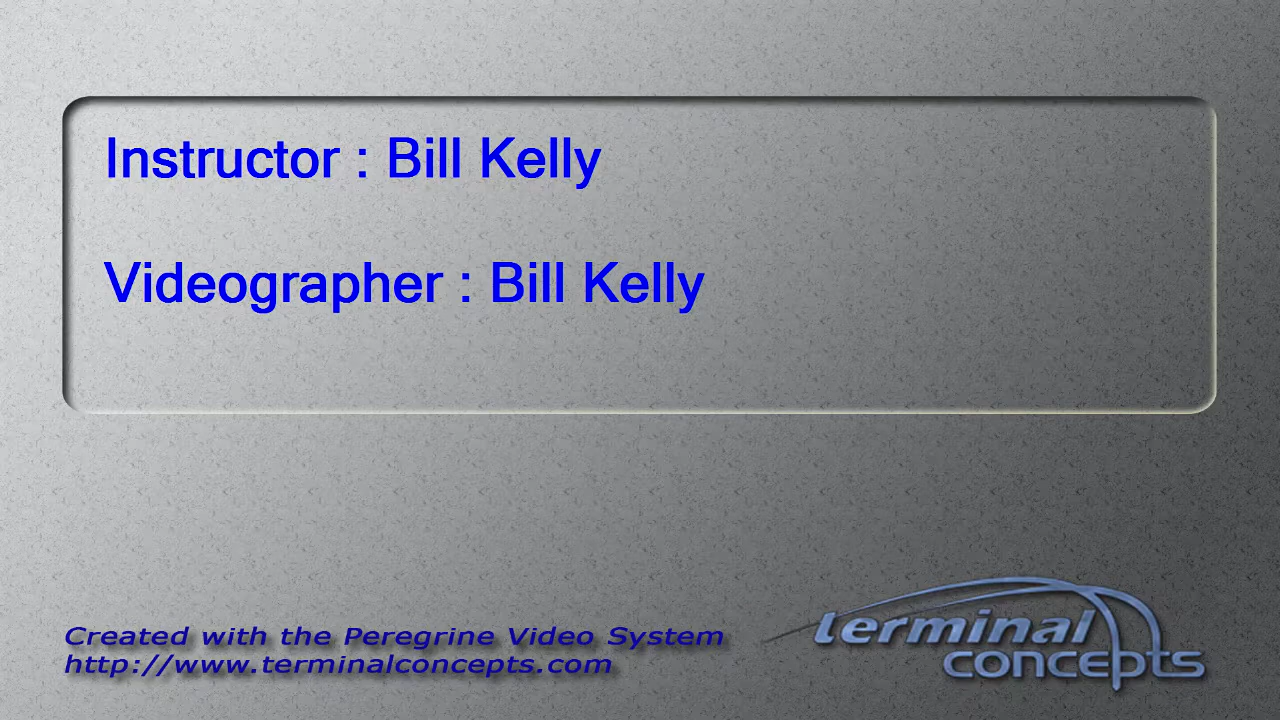 Instructor : Bill Kelly
Videographer : Bill Kelly
Created with the Peregrine Video System
http://www.terminalconcepts.com
terminal
concepts